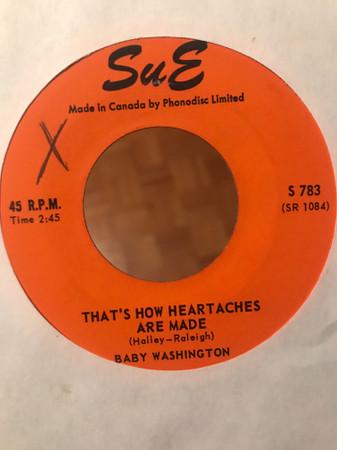 SuE
Made in Canada by Phonodisc Limited
X
45 R.P.M.
Time 2:45
S 783
(SR 1084)
THAT'S HOW HEARTACHES
ARE MADE
(Halley—Raleigh)
BABY WASHINGTON